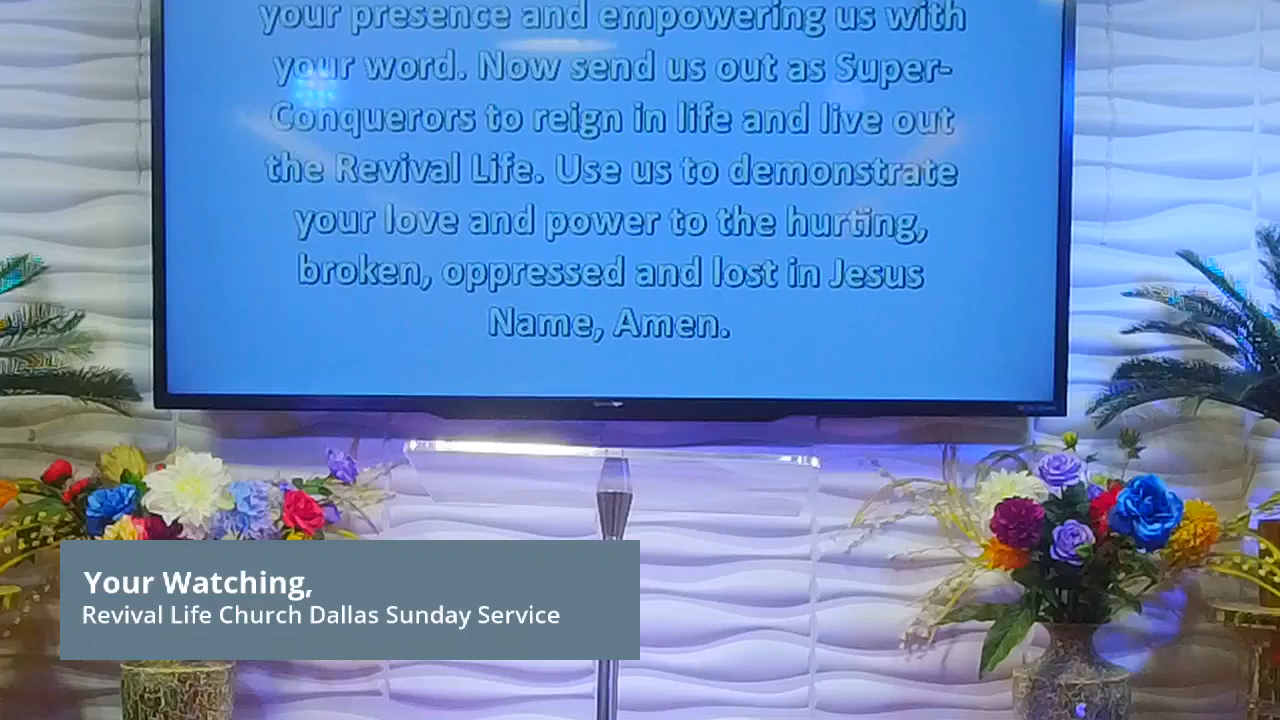 your presence and empowering us with
your word. Now send us out as Super-
Conquerors to reign in life and live out
the Revival Life. Use us to demonstrate
your love and power to the hurting,
broken, oppressed and lost in Jesus
Name, Amen.
Your Watching,
Revival Life Church Dallas Sunday Service